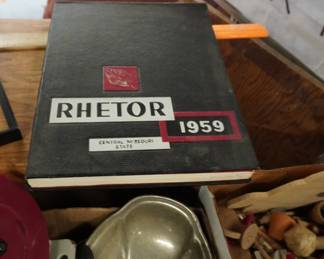 RHETOR
1959
CENTRAL MISSOURI
STATE